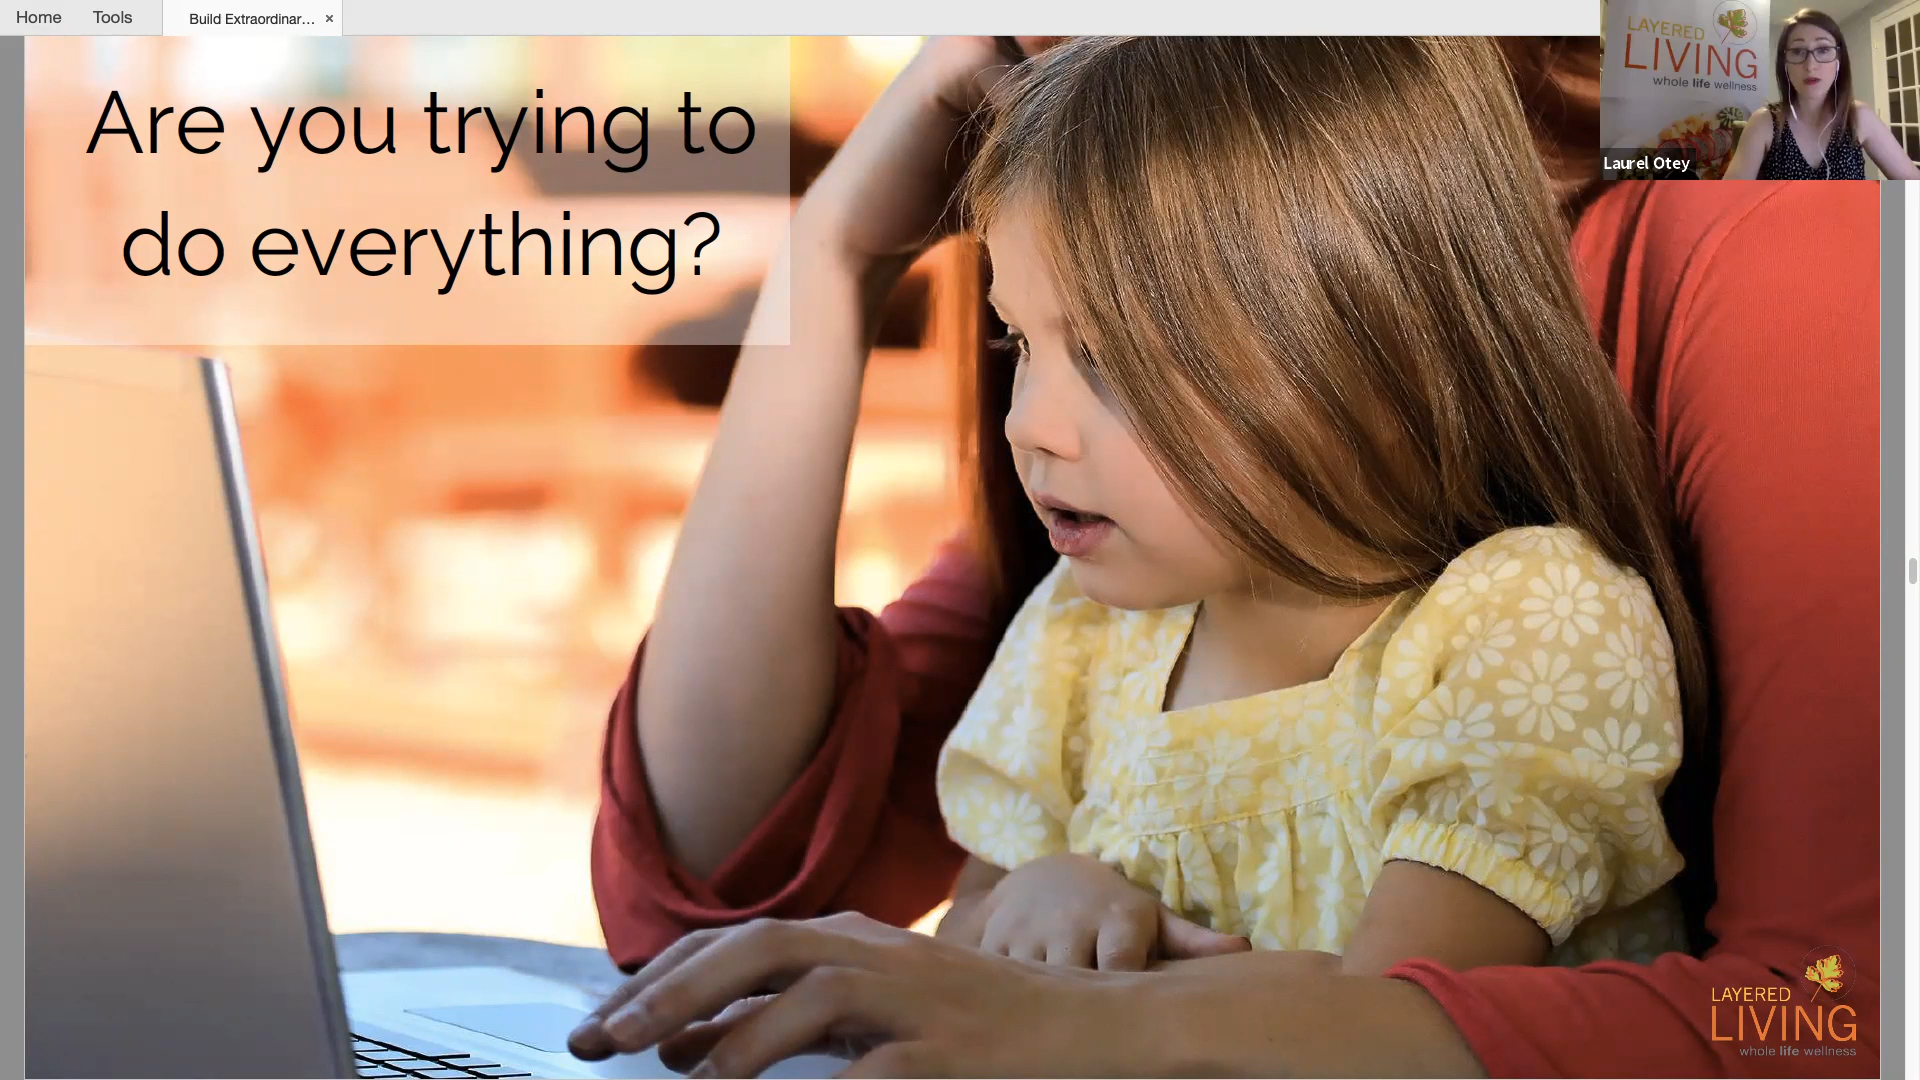 Home
Tools
Build Extraordinar...
LAYERED
LIVING
whole life wellness
Laurel Otey
Are you trying to
do everything?
LAYERED
LIVING
whole life wellness